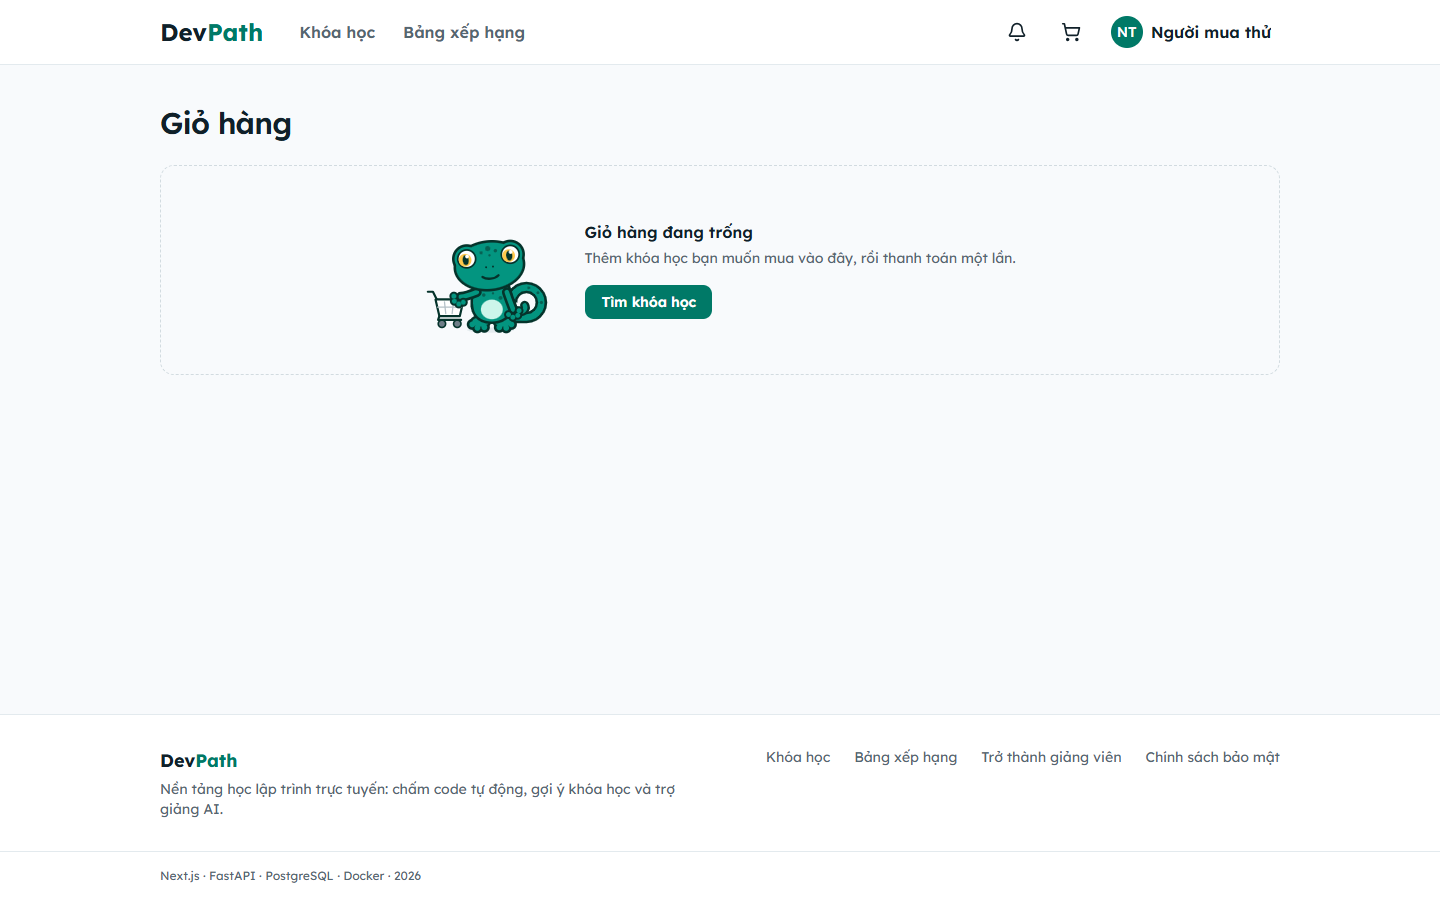 DevPath
Khóa học
Bảng xếp hạng
NT
Người mua thử
Giỏ hàng
Giỏ hàng đang trống
Thêm khóa học bạn muốn mua vào đây, rồi thanh toán một lần.
Tìm khóa học
DevPath
Nền tảng học lập trình trực tuyến: chấm code tự động, gợi ý khóa học và trợ
giảng AI.
Khóa học
Bảng xếp hạng
Trở thành giảng viên
Chính sách bảo mật
Next.js · FastAPI · PostgreSQL · Docker · 2026